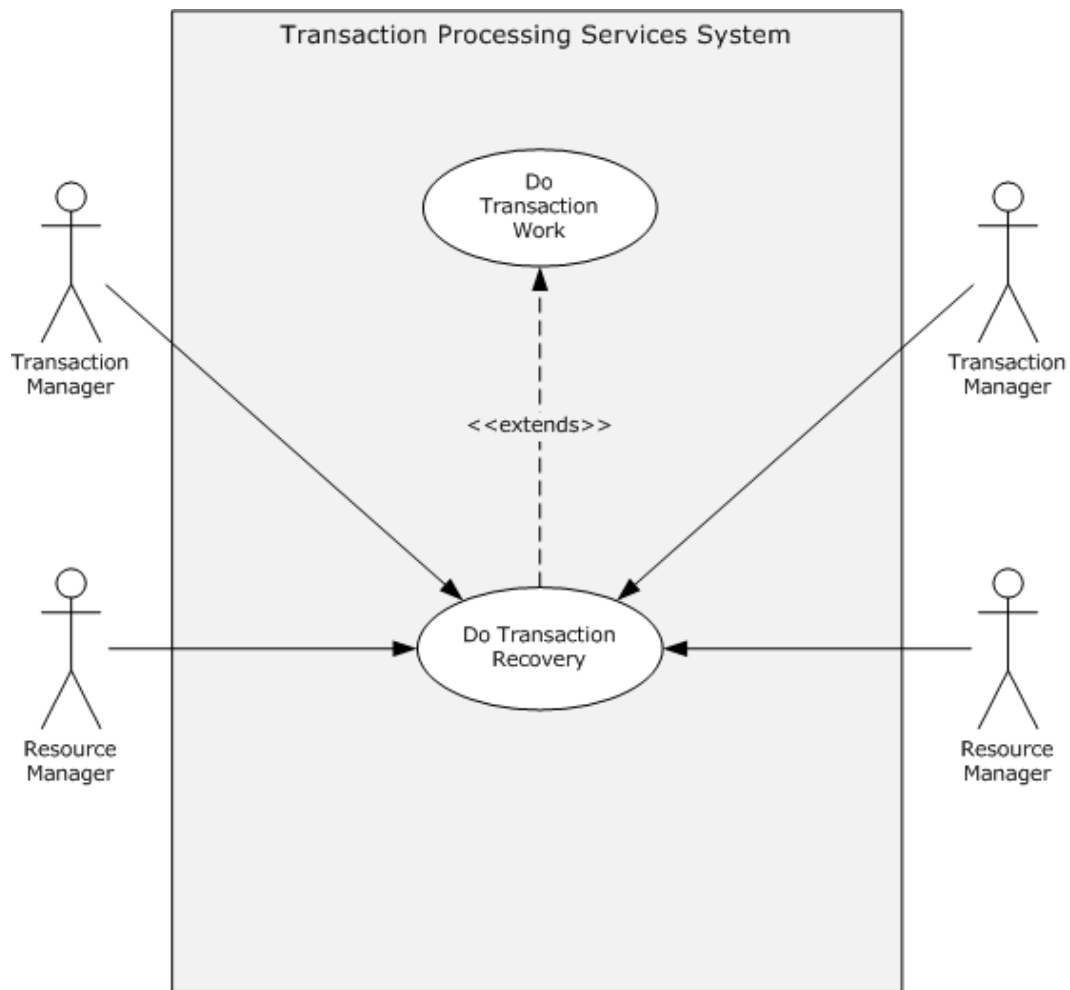 Transaction Processing Services System
Do
Transaction
Work
Transaction
Manager
Transaction
Manager
<<extends>>
Do Transaction
Recovery
Resource
Manager
Resource
Manager